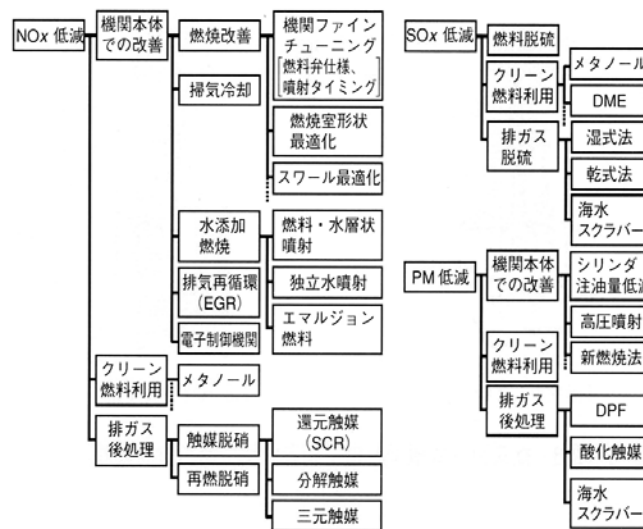 NOx 低減
機関本体
での改善
燃焼改善
機関ファイン
チューニング
[燃料弁仕様、
噴射タイミング]
掃気冷却
燃焼室形状
最適化
スワール最適化
水添加
燃焼
燃料・水層状
噴射
排気再循環
(EGR)
独立水噴射
電子制御機関
エマルジョン
燃料
クリーン
燃料利用
メタノール
排ガス
後処理
触媒脱硝
還元触媒
(SCR)
再燃脱硝
分解触媒
三元触媒
SOx 低減
燃料脱硫
クリーン
燃料利用
メタノール
DME
排ガス
脱硫
湿式法
乾式法
海水
スクラバー
PM 低減
機関本体
での改善
シリンダ
注油量低減
高圧噴射
クリーン
燃料利用
新燃焼法
排ガス
後処理
DPF
酸化触媒
海水
スクラバー